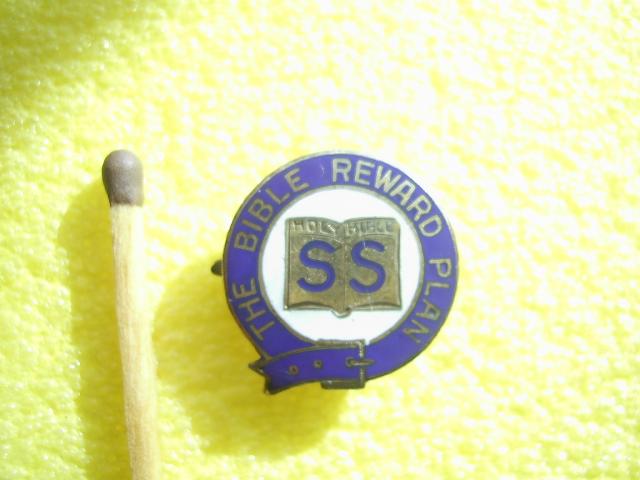 THE BIBLE REWARD PLAN
HOLY BIBLE
SS